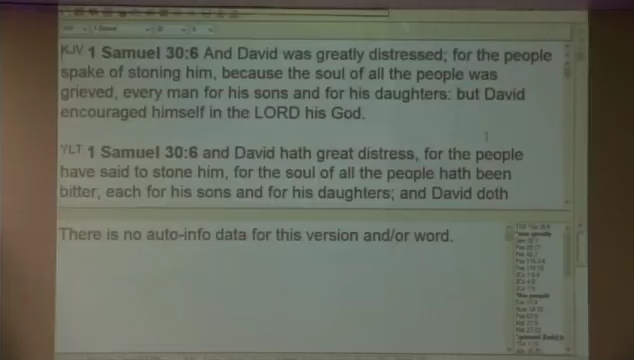 KJV 1 Samuel 30:6 And David was greatly distressed; for the people
spake of stoning him, because the soul of all the people was
grieved, every man for his sons and for his daughters: but David
encouraged himself in the LORD his God.
YLT 1 Samuel 30:6 and David hath great distress, for the people
have said to stone him, for the soul of all the people hath been
bitter, each for his sons and for his daughters; and David doth
There is no auto-info data for this version and/or word.